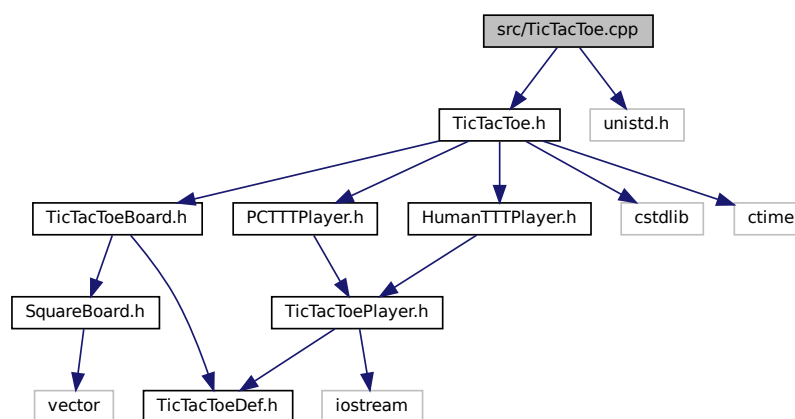 src/TicTacToe.cpp
TicTacToe.h
unistd.h
TicTacToeBoard.h
PCTTTPlayer.h
HumanTTTPlayer.h
cstdlib
ctime
SquareBoard.h
TicTacToePlayer.h
vector
TicTacToeDef.h
iostream